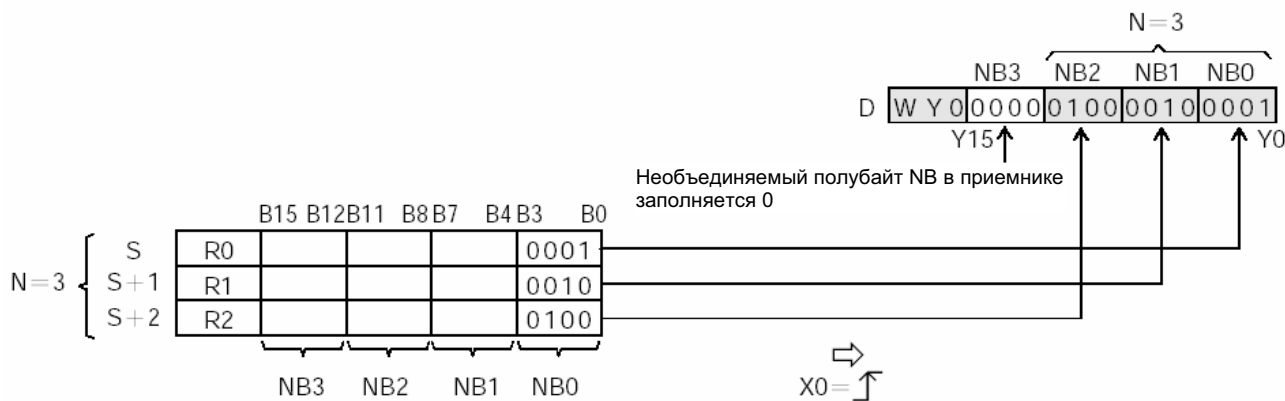 N=3
NB3 NB2 NB1 NB0
D WY0 0000 0100 0010 0001
Y15 Y0
Необъединяемый полубайт NB в приемнике
заполняется 0
B15 B12 B11 B8 B7 B4 B3 B0
S R0 0001
N=3 S+1 R1 0010
S+2 R2 0100
NB3 NB2 NB1 NB0
X0=